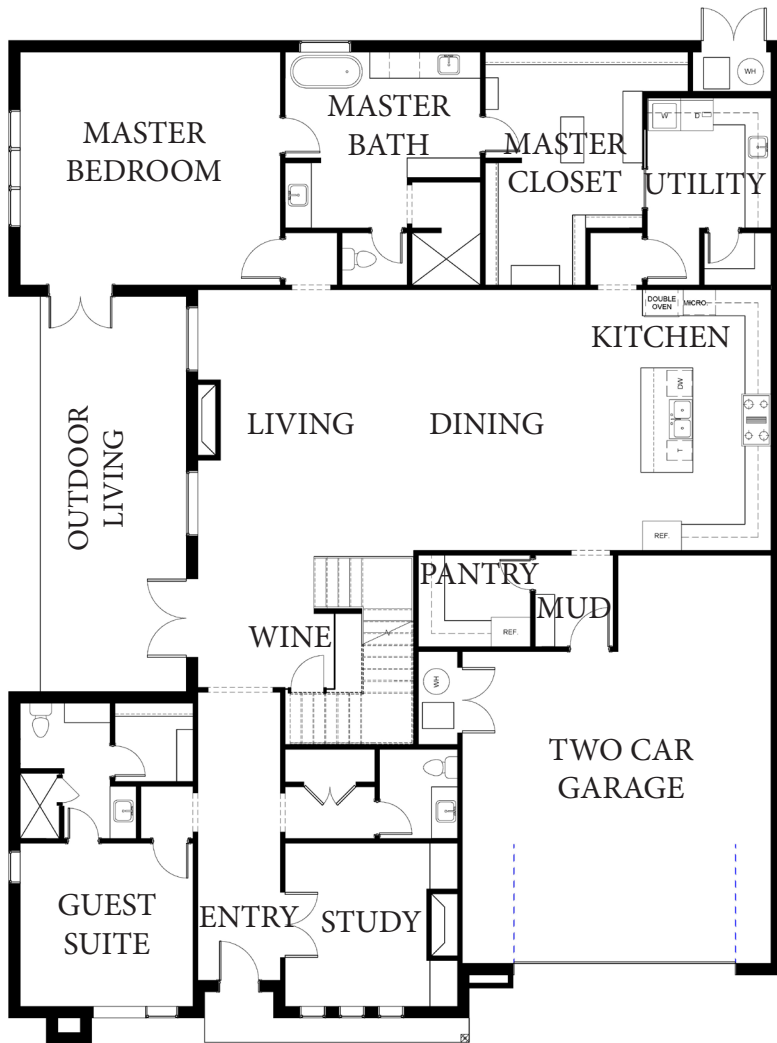 WH
MASTER
BEDROOM
MASTER
BATH
MASTER
CLOSET
W
D
UTILITY
DOUBLE
OVEN
MICRO.
KITCHEN
DW
T
LIVING
DINING
OUTDOOR
LIVING
REF.
PANTRY
MUD
REF.
WINE
WH
TWO CAR
GARAGE
GUEST
SUITE
ENTRY
STUDY